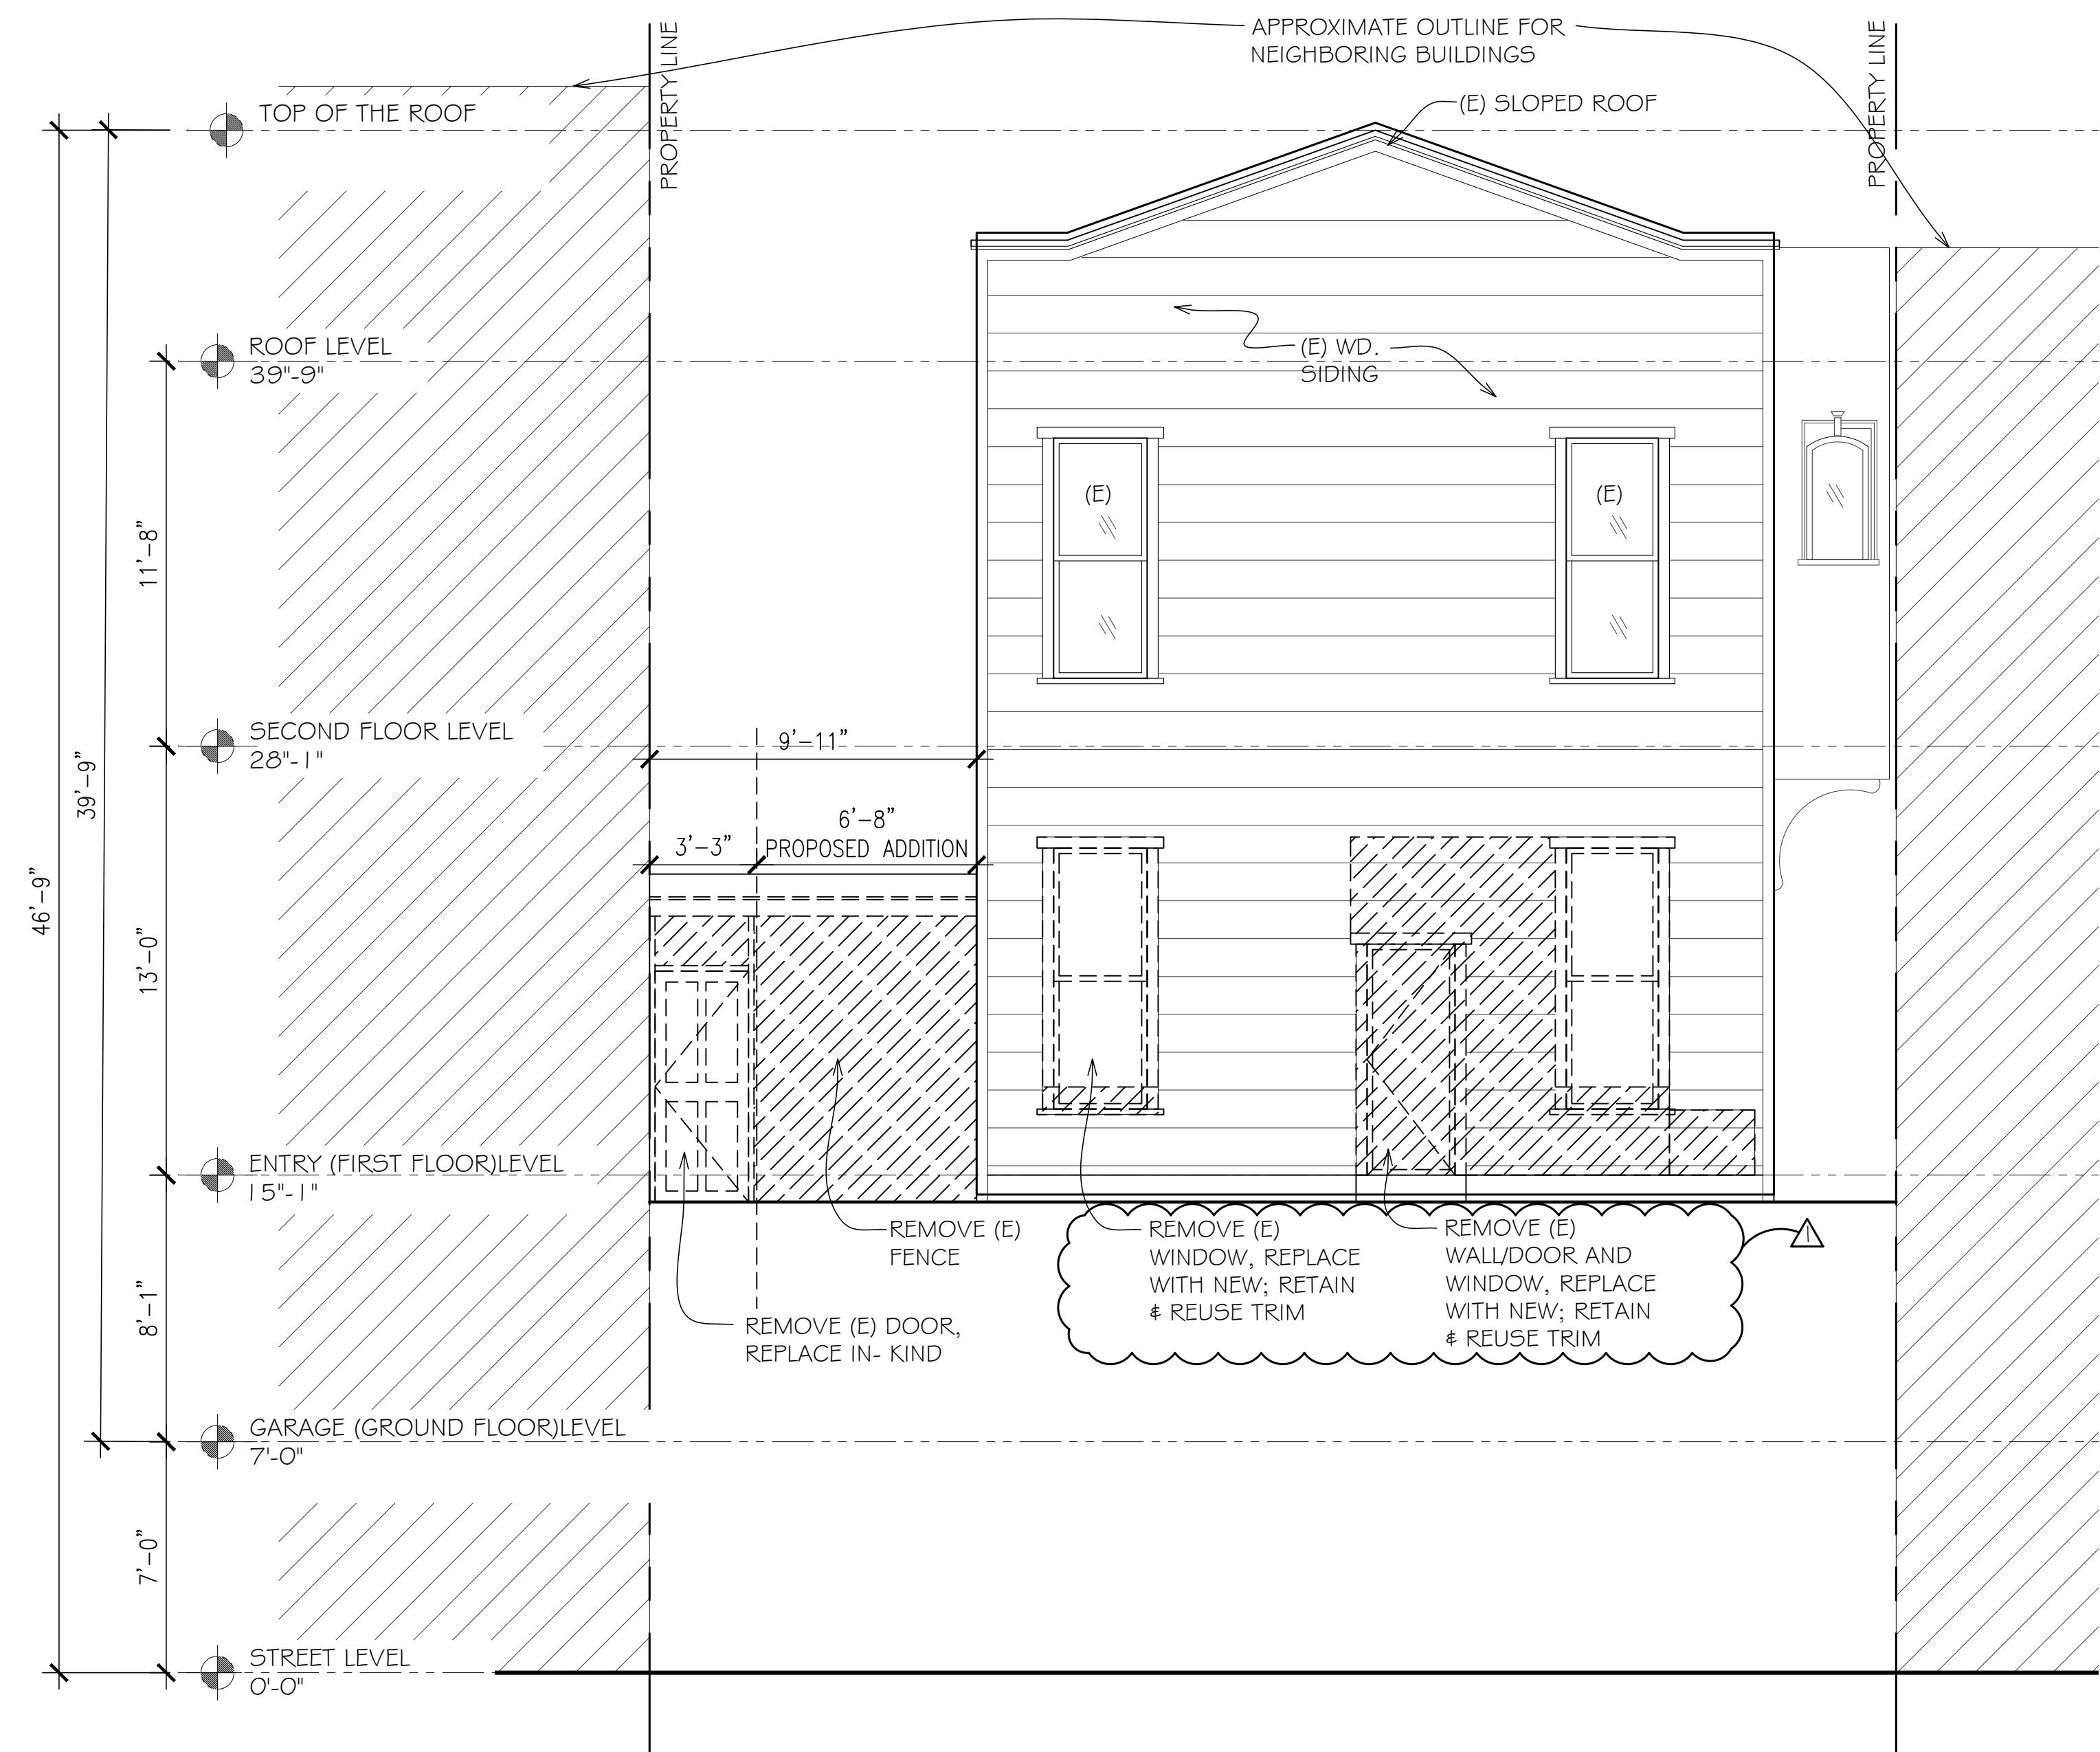 APPROXIMATE OUTLINE FOR
NEIGHBORING BUILDINGS
PROPERTY LINE
PROPERTY LINE
(E) SLOPED ROOF
TOP OF THE ROOF
ROOF LEVEL
39"-9"
(E) WD.
SIDING
(E)
(E)
11'-8"
SECOND FLOOR LEVEL
28"-1"
9'-11"
39'-9"
6'-8"
3'-3"
PROPOSED ADDITION
46'-9"
13'-0"
ENTRY (FIRST FLOOR)LEVEL
15"-1"
REMOVE (E)
FENCE
REMOVE (E)
WINDOW, REPLACE
WITH NEW; RETAIN
& REUSE TRIM
REMOVE (E)
WALL/DOOR AND
WINDOW, REPLACE
WITH NEW; RETAIN
& REUSE TRIM
1
8'-1"
REMOVE (E) DOOR,
REPLACE IN- KIND
GARAGE (GROUND FLOOR)LEVEL
7'-0"
7'-0"
STREET LEVEL
0'-0"